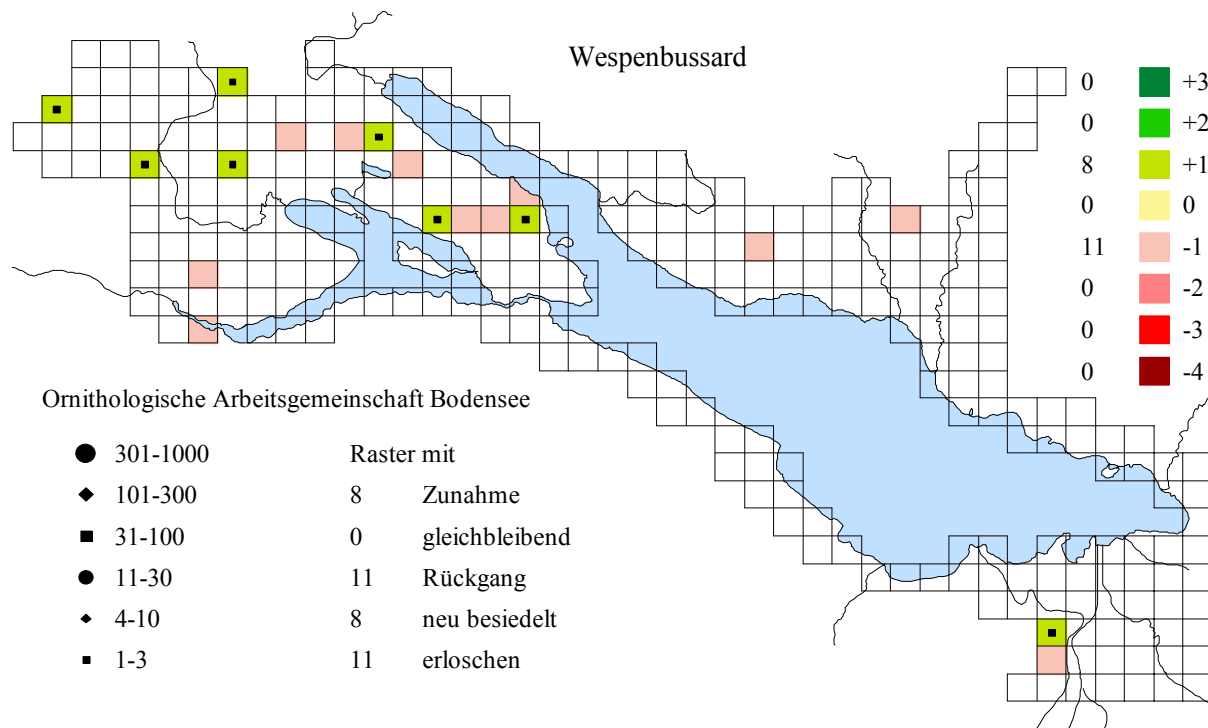 Wespenbussard
0 +3
0 +2
8 +1
0 0
11 -1
0 -2
0 -3
0 -4
Ornithologische Arbeitsgemeinschaft Bodensee
301-1000 Raster mit
101-300 8 Zunahme
31-100 0 gleichbleibend
11-30 11 Rückgang
4-10 8 neu besiedelt
1-3 11 erloschen